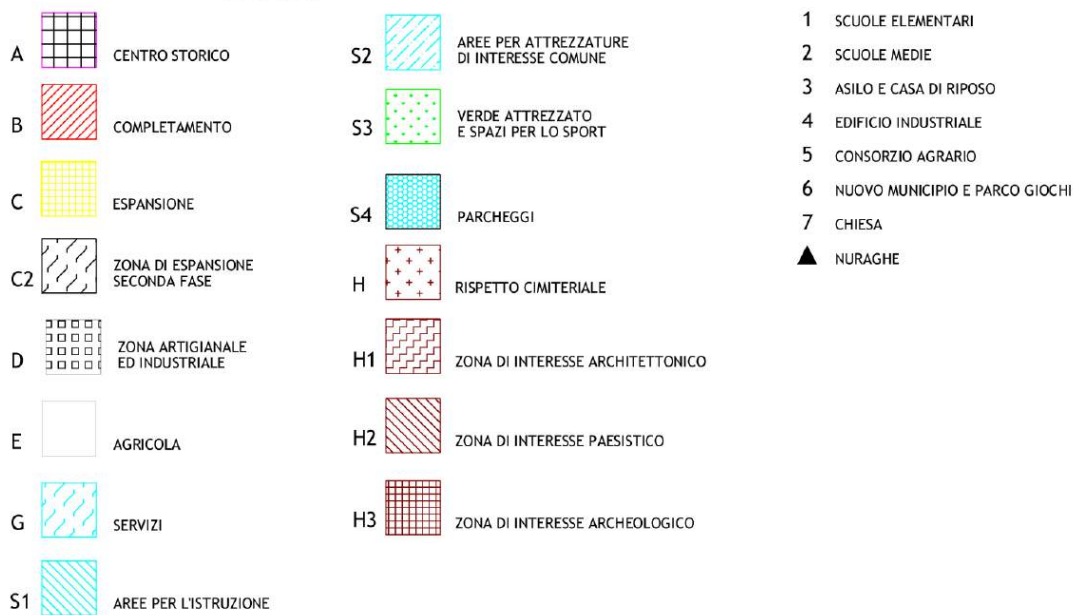 A CENTRO STORICO
B COMPLETAMENTO
C ESPANSIONE
C2 ZONA DI ESPANSIONE
SECONDA FASE
D ZONA ARTIGIANALE
ED INDUSTRIALE
E AGRICOLA
G SERVIZI
S1 AREE PER L'ISTRUZIONE
S2 AREE PER ATTREZZATURE
DI INTERESSE COMUNE
S3 VERDE ATTREZZATO
E SPAZI PER LO SPORT
S4 PARCHEGGI
H RISPETTO CIMITERIALE
H1 ZONA DI INTERESSE ARCHITETTONICO
H2 ZONA DI INTERESSE PAESISTICO
H3 ZONA DI INTERESSE ARCHEOLOGICO
1 SCUOLE ELEMENTARI
2 SCUOLE MEDIE
3 ASILO E CASA DI RIPOSO
4 EDIFICIO INDUSTRIALE
5 CONSORZIO AGRARIO
6 NUOVO MUNICIPIO E PARCO GIOCHI
7 CHIESA
NURAGHE